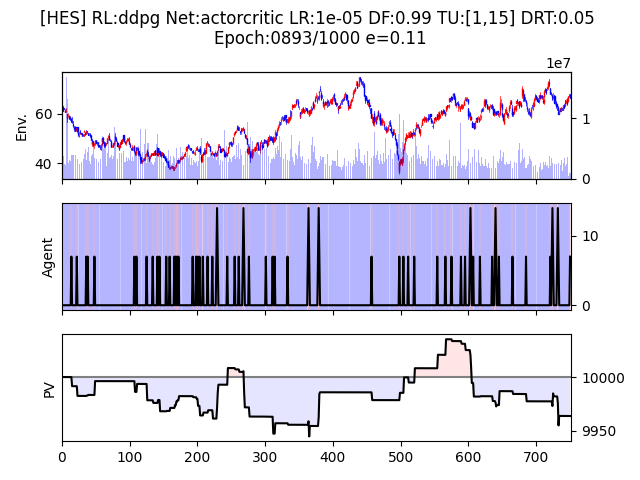 [HES] RL:ddpg Net:actorcritic LR:1e-05 DF:0.99 TU:[1,15] DRT:0.05
Epoch:0893/1000 e=0.11
1e7
Env.
60
40
1
0
Agent
10
0
PV
10000
9950
0 100 200 300 400 500 600 700